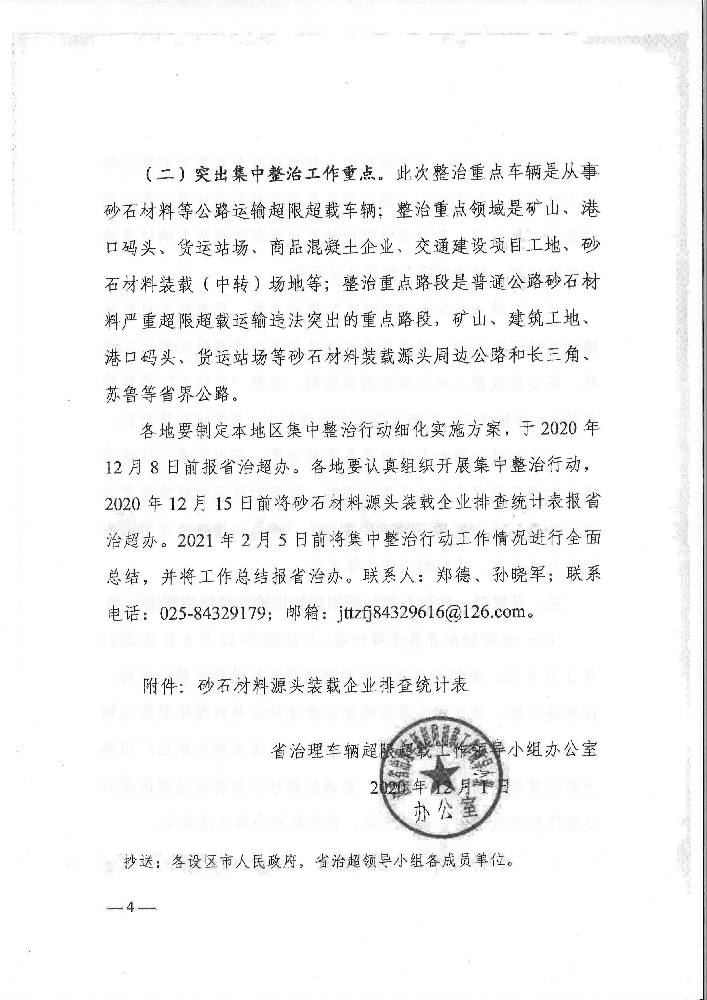 （二）突出集中整治工作重点。此次整治重点车辆是从事
砂石材料等公路运输超限超载车辆；整治重点领域是矿山、港
口码头、货运站场、商品混凝土企业、交通建设项目工地、砂
石材料装载（中转）场地等；整治重点路段是普通公路砂石材
料严重超限超载运输违法突出的重点路段，矿山、建筑工地、
港口码头、货运站场等砂石材料装载源头周边公路和长三角、
苏鲁等省界公路。
各地要制定本地区集中整治行动细化实施方案，于 2020 年
12 月 8 日前报省治超办。各地要认真组织开展集中整治行动，
2020 年 12 月 15 日前将砂石材料源头装载企业排查统计表报省
治超办。2021 年 2 月 5 日前将集中整治行动工作情况进行全面
总结，并将工作总结报省治办。联系人：郑德、孙晓军；联系
电话：025-84329179；邮箱：jttzfj84329616@126.com。
附件：砂石材料源头装载企业排查统计表
省治理车辆超限超载工作领导小组办公室
2020 年 12 月 1 日
办公室
抄送：各设区市人民政府，省治超领导小组各成员单位。
—4—